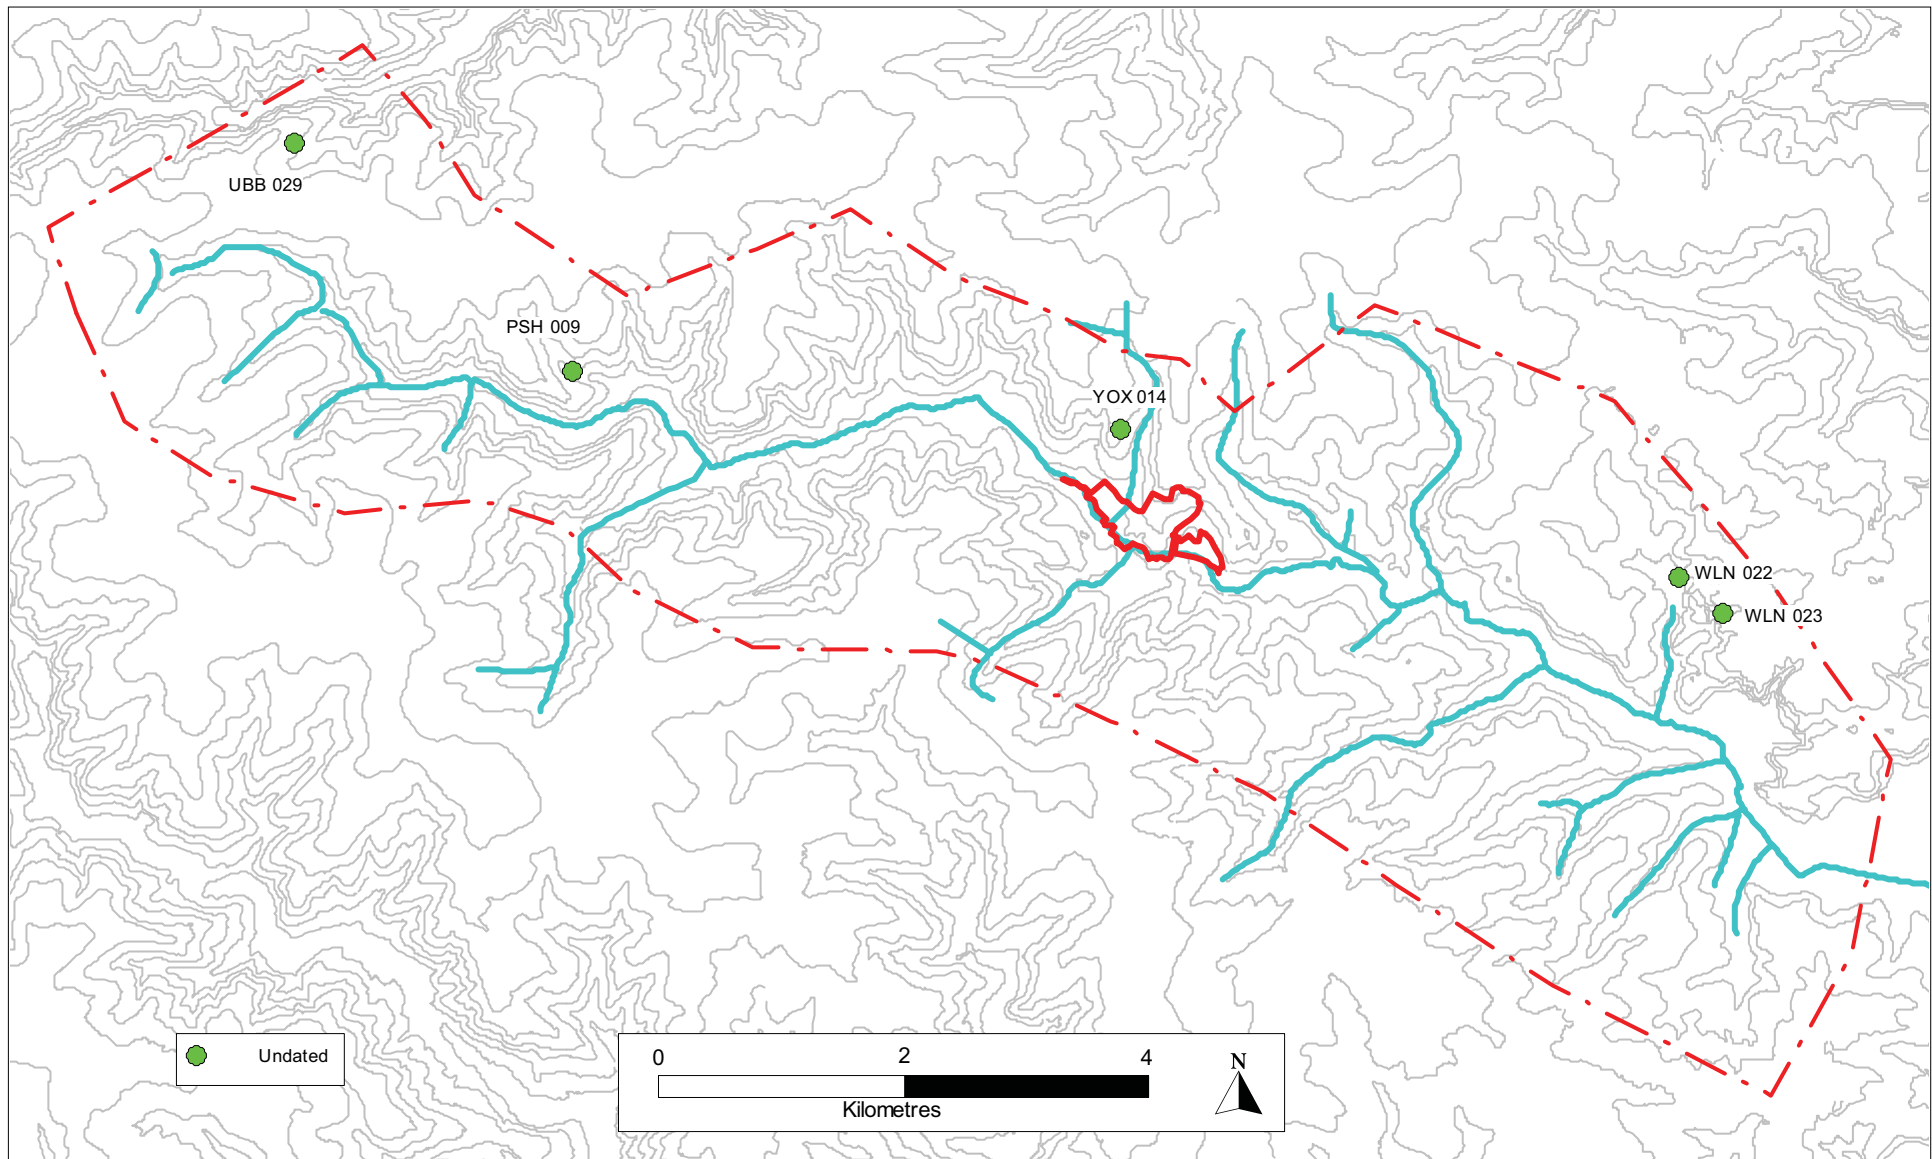 UBB 029
PSH 009
YOX 014
WLN 022
WLN 023
Undated
0 2 4
Kilometres
N